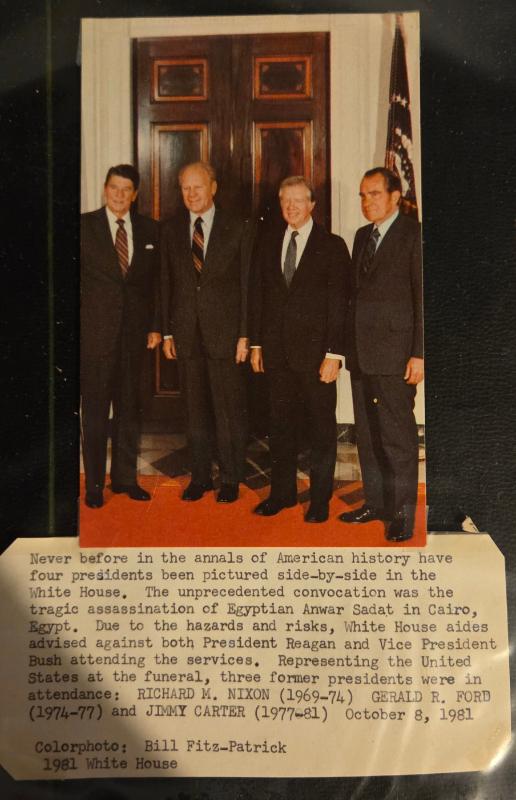 Never before in the annals of American history have
four presidents been pictured side-by-side in the
White House. The unprecedented convocation was the
tragic assassination of Egyptian Anwar Sadat in Cairo,
Egypt. Due to the hazards and risks, White House aides
advised against both President Reagan and Vice President
Bush attending the services. Representing the United
States at the funeral, three former presidents were in
attendance: RICHARD M. NIXON (1969-74) GERALD R. FORD
(1974-77) and JIMMY CARTER (1977-81) October 8, 1981
Colorphoto: Bill Fitz-Patrick
1981 White House